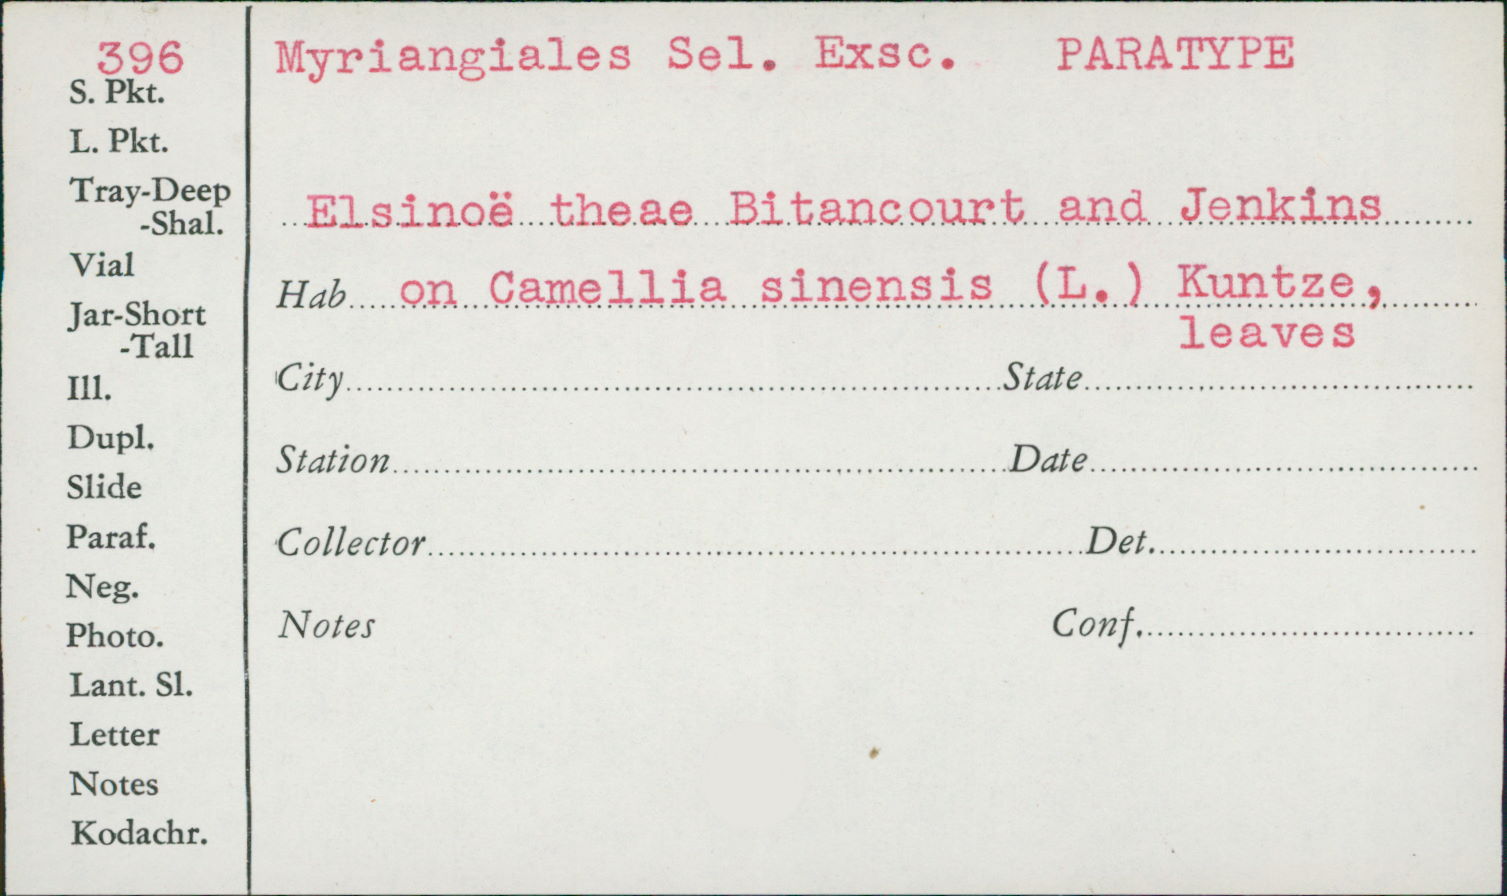 396
S. Pkt.
L. Pkt.
Tray-Deep
-Shal.
Vial
Jar-Short
-Tall
Ill.
Dupl.
Slide
Paraf.
Neg.
Photo.
Lant. Sl.
Letter
Notes
Kodachr.
Myriangiales Sel. Exsc. PARATYPE
Elsinoë theae Bitancourt and Jenkins
Hab on Camellia sinensis (L.) Kuntze,
leaves
City State
Station Date
Collector Det.
Notes Conf.